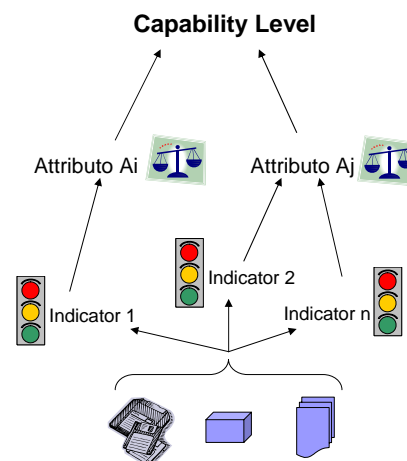 Capability Level
Attributo Ai
Attributo Aj
Indicator 2
Indicator 1
Indicator n